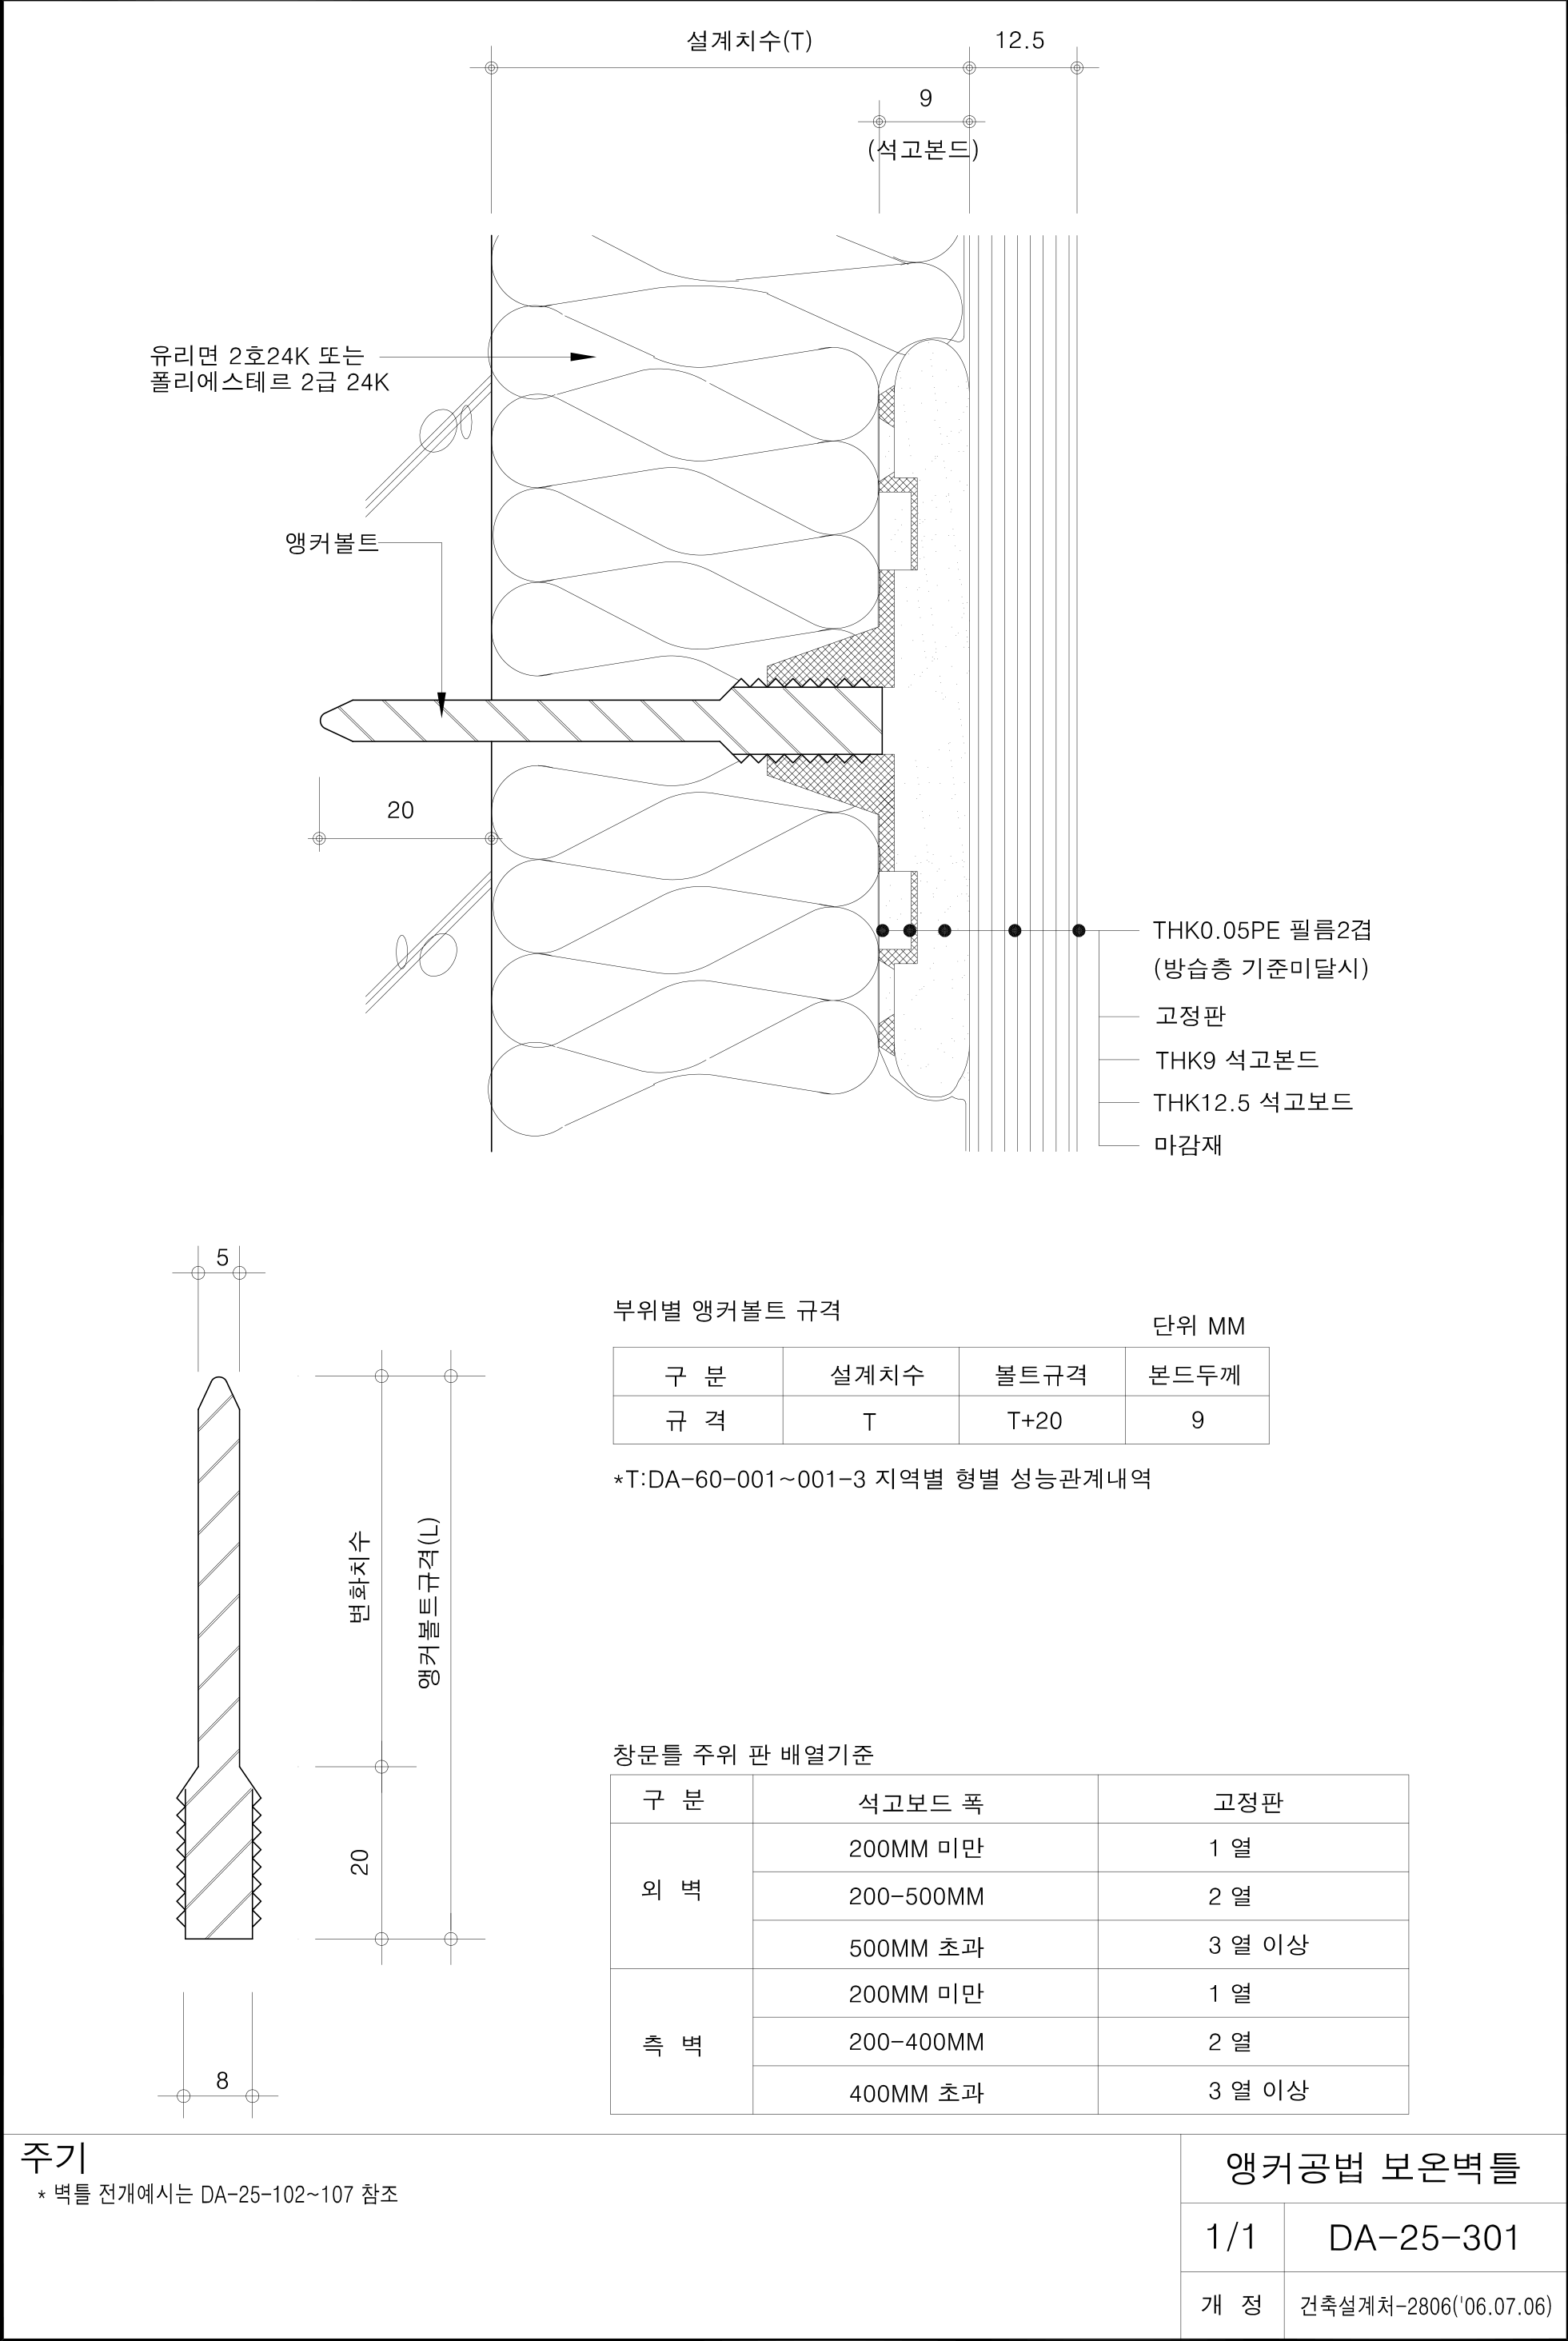 설계치수(T)
12.5
9
(석고본드)
유리면 2호24K 또는
폴리에스테르 2급 24K
앵커볼트
20
THK0.05PE 필름2겹
(방습층 기준미달시)
고정판
THK9 석고본드
THK12.5 석고보드
마감재
5
변화치수
앵커볼트규격(L)
20
8
부위별 앵커볼트 규격
단위 MM
구 분 설계치수 볼트규격 본드두께
규 격 T T+20 9
*T:DA-60-001~001-3 지역별 형별 성능관계내역
창문틀 주위 판 배열기준
구 분 석고보드 폭 고정판
외 벽
200MM 미만 1 열
200-500MM 2 열
500MM 초과 3 열 이상
측 벽
200MM 미만 1 열
200-400MM 2 열
400MM 초과 3 열 이상
주기
* 벽틀 전개예시는 DA-25-102~107 참조
앵커공법 보온벽틀
1/1 DA-25-301
개 정 건축설계처-2806('06.07.06)